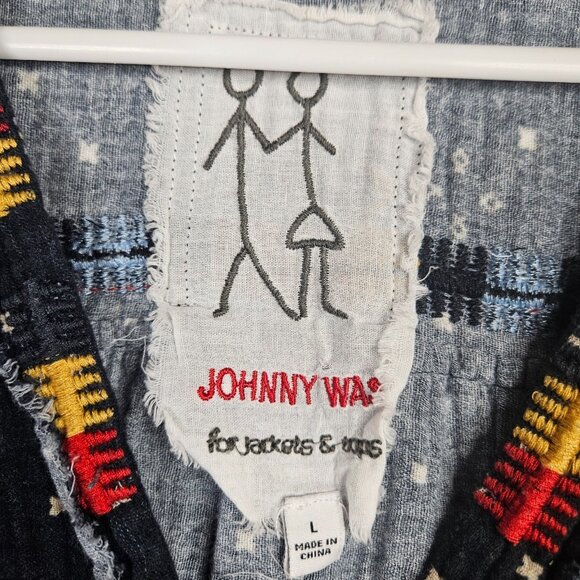 JOHNNY WAS
for jackets & tops
L
MADE IN
CHINA